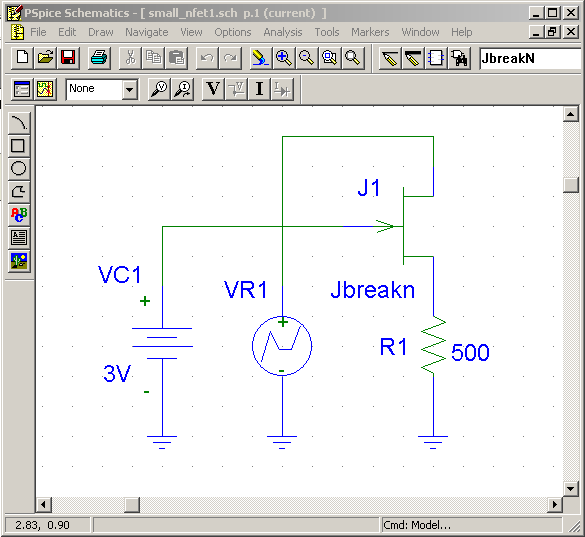 PSpice Schematics - [ small_nfet1.sch p.1 (current) ]
File Edit Draw Navigate View Options Analysis Tools Markers Window Help
JbreakN
None
V I
ABC
J1
VC1
+
VR1
+
Jbreakn
R1
500
3V
-
-
2.83, 0.90
Cmd: Model...